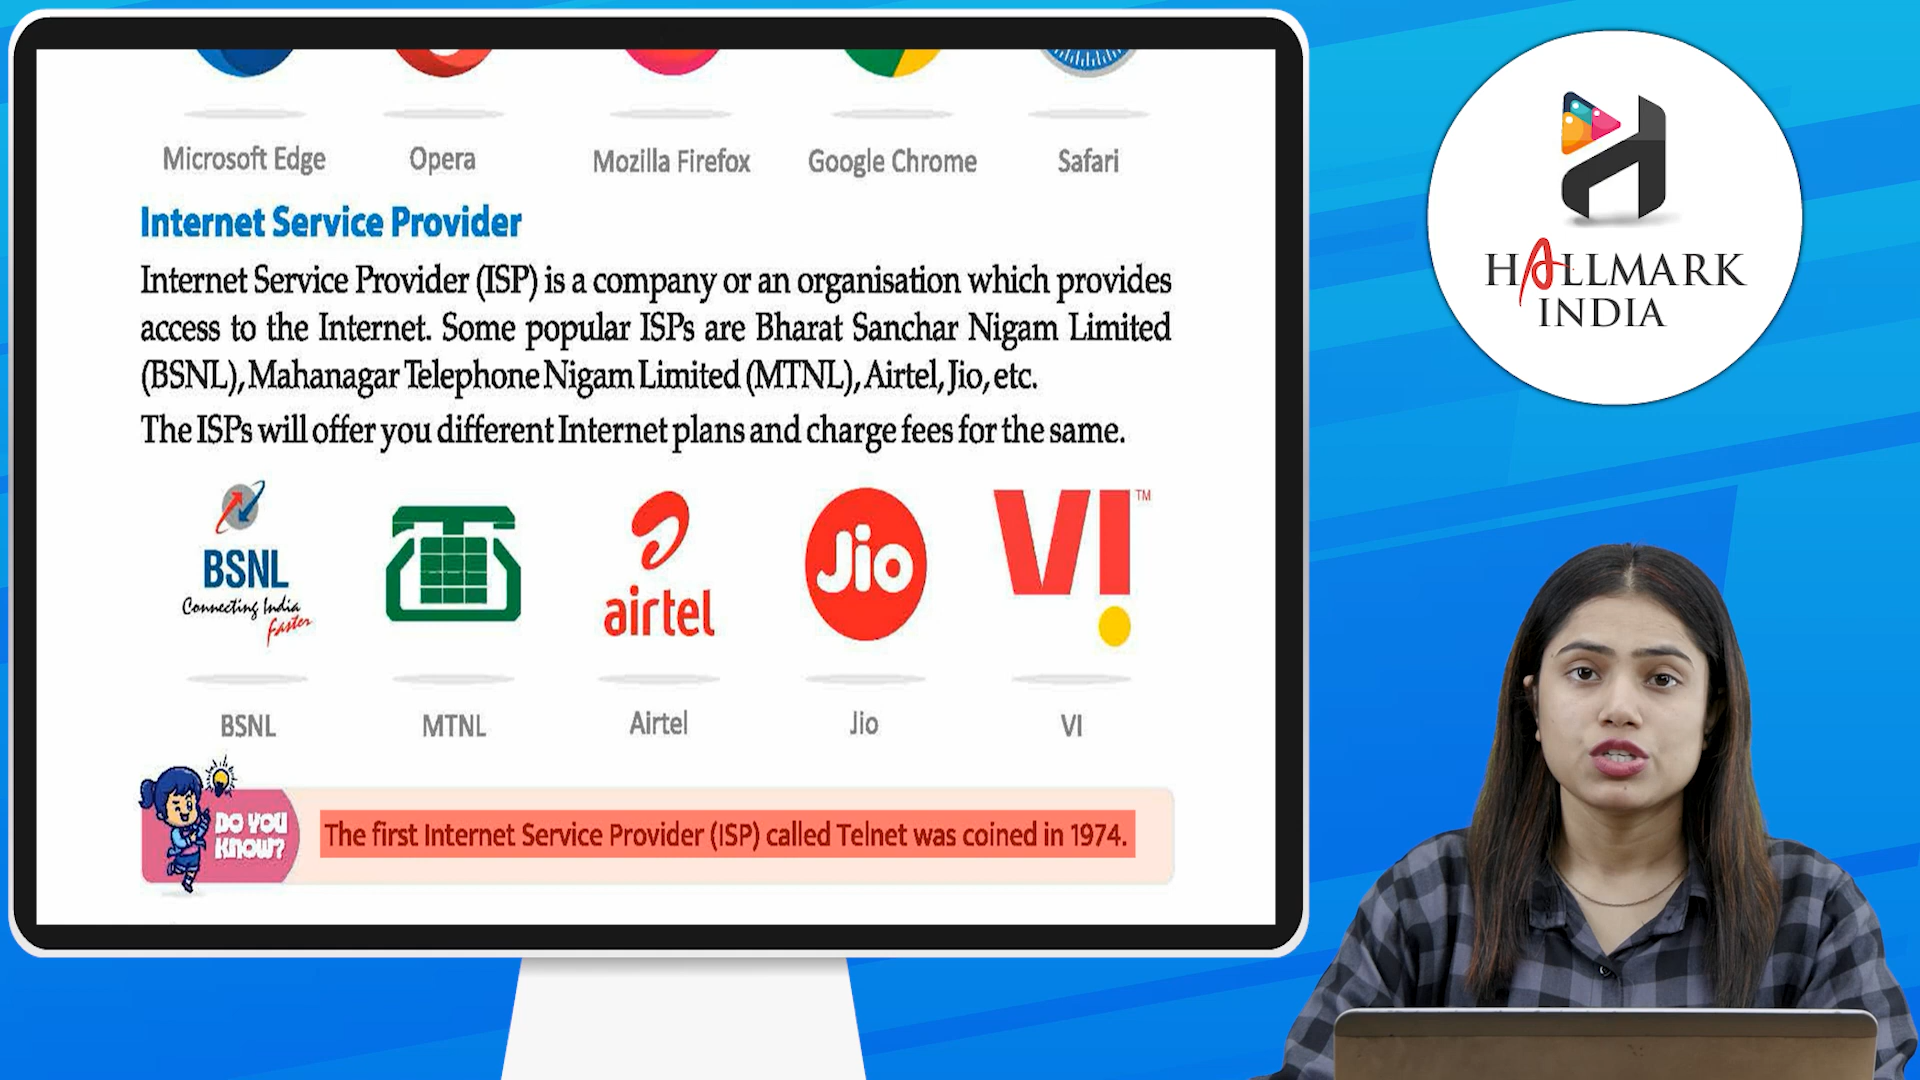 Microsoft Edge
Opera
Mozilla Firefox
Google Chrome
Safari
Internet Service Provider
Internet Service Provider (ISP) is a company or an organisation which provides
access to the Internet. Some popular ISPs are Bharat Sanchar Nigam Limited
(BSNL), Mahanagar Telephone Nigam Limited (MTNL), Airtel, Jio, etc.
The ISPs will offer you different Internet plans and charge fees for the same.
BSNL
Connecting India
Faster
airtel
Jio
VI
TM
BSNL
MTNL
Airtel
Jio
VI
DO YOU
KNOW?
The first Internet Service Provider (ISP) called Telnet was coined in 1974.
HALLMARK
INDIA